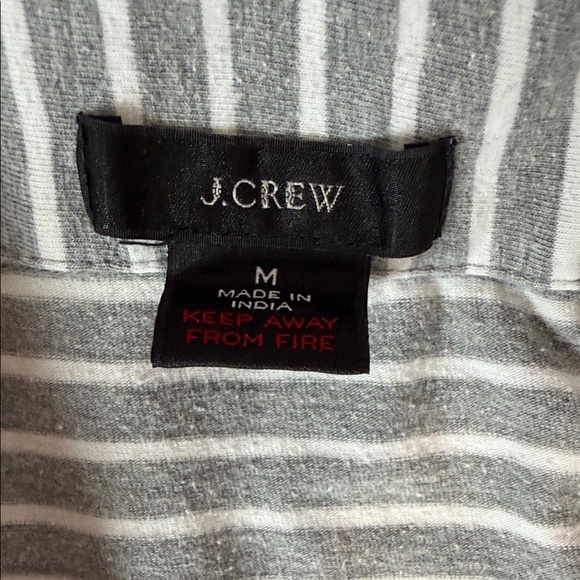 J.CREW
M
MADE IN
INDIA
KEEP AWAY
FROM FIRE